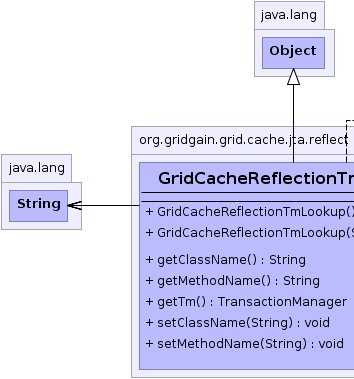 java.lang
Object
org.gridgain.grid.cache.jta.reflect
java.lang
String
GridCacheReflectionTm
+ GridCacheReflectionTmLookup()
+ GridCacheReflectionTmLookup(S
+ getClassName() : String
+ getMethodName() : String
+ getTm() : TransactionManager
+ setClassName(String) : void
+ setMethodName(String) : void